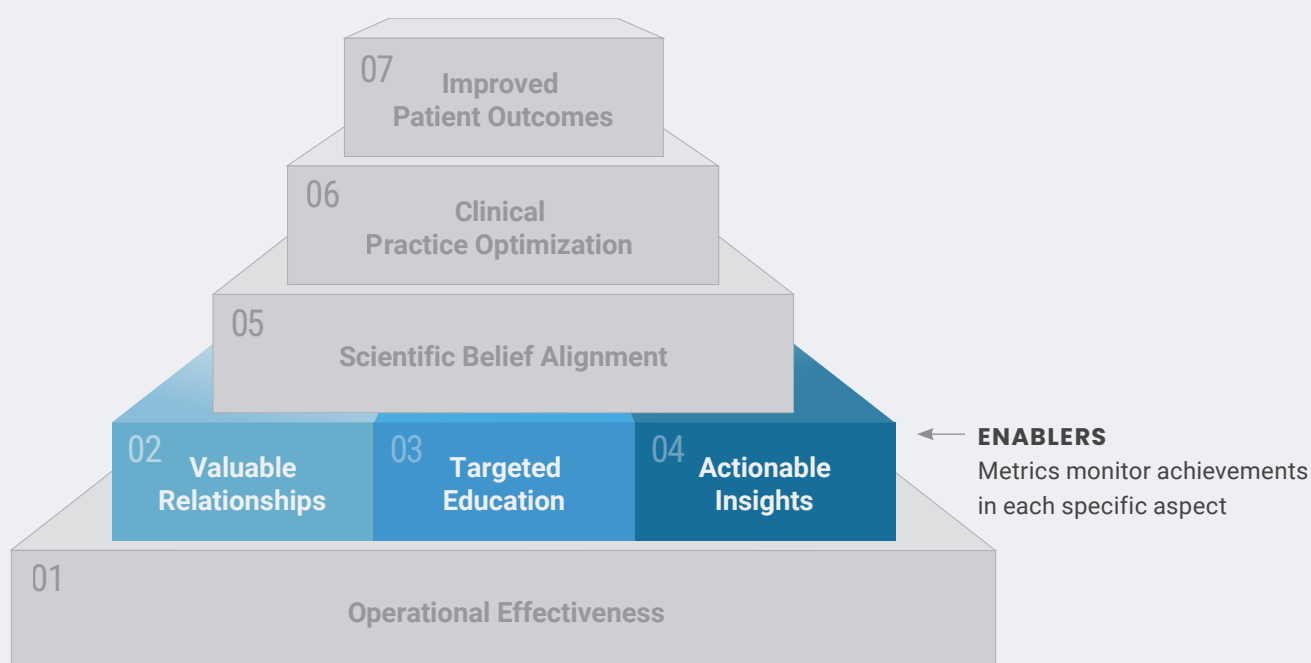 07
Improved
Patient Outcomes
06
Clinical
Practice Optimization
05
Scientific Belief Alignment
02
Valuable
Relationships
03
Targeted
Education
04
Actionable
Insights
ENABLERS
Metrics monitor achievements
in each specific aspect
01
Operational Effectiveness